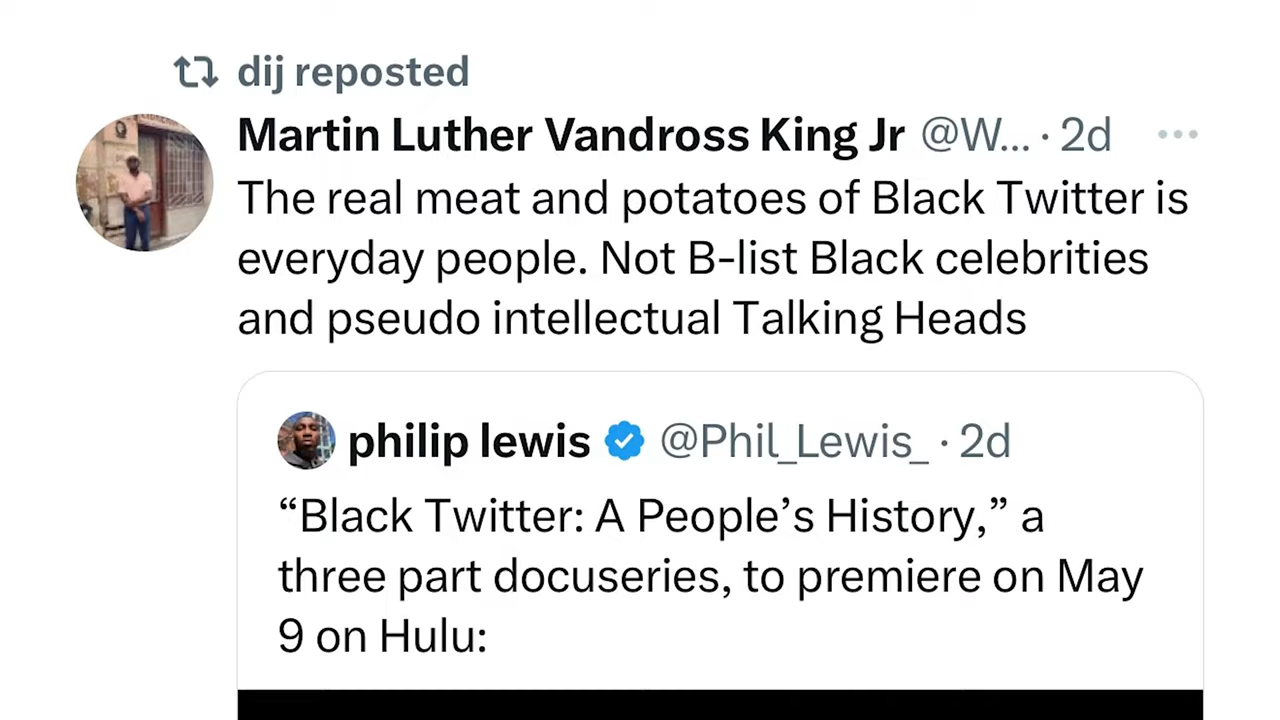 dij reposted
Martin Luther Vandross King Jr @W... · 2d
The real meat and potatoes of Black Twitter is
everyday people. Not B-list Black celebrities
and pseudo intellectual Talking Heads
philip lewis @Phil_Lewis_ · 2d
“Black Twitter: A People’s History,” a
three part docuseries, to premiere on May
9 on Hulu: